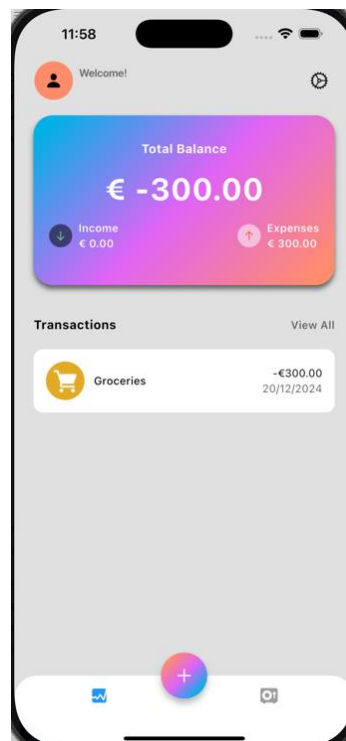 11:58
Welcome!
Total Balance
€ -300.00
Income
€ 0.00
Expenses
€ 300.00
Transactions
View All
Groceries
-€300.00
20/12/2024